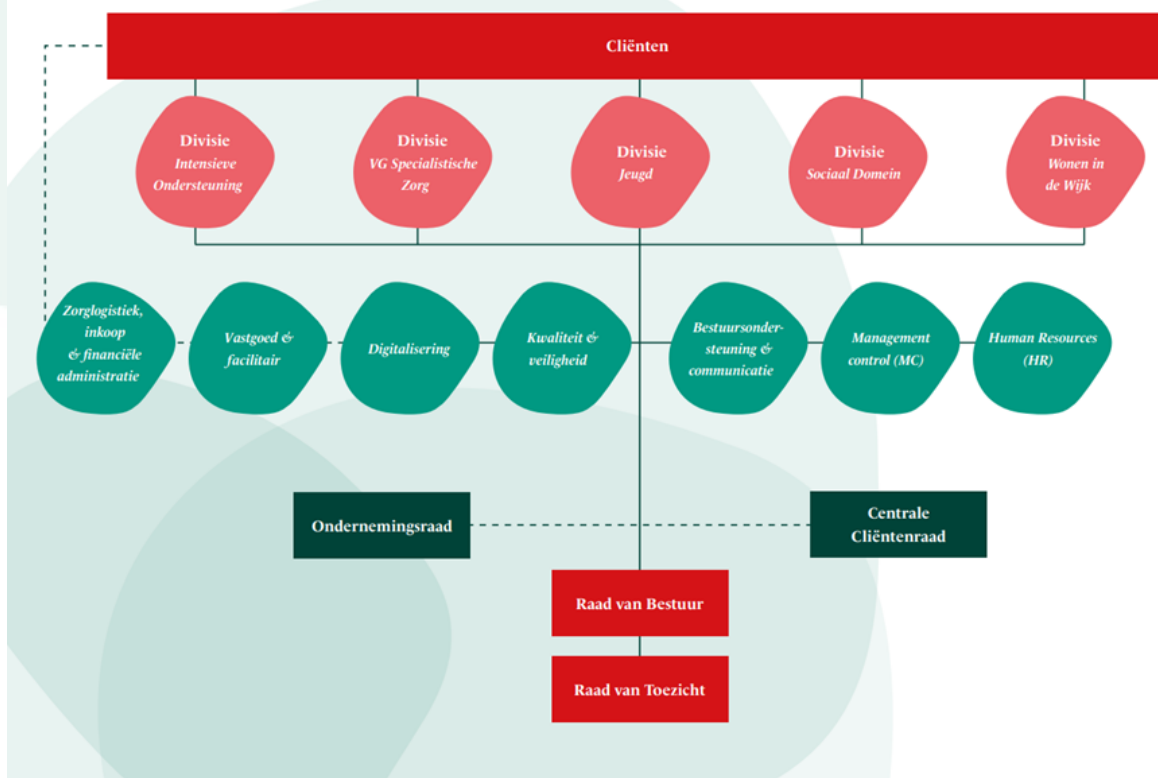 Cliënten
Divisie
Intensieve
Ondersteuning
Divisie
VG Specialistische
Zorg
Divisie
Jeugd
Divisie
Sociaal Domein
Divisie
Wonen in
de Wijk
Zorglogistiek,
inkoop
& financiële
administratie
Vastgoed &
facilitair
Digitalisering
Kwaliteit &
veiligheid
Bestuursonder-
steuning &
communicatie
Management
control (MC)
Human Resources
(HR)
Ondernemingsraad
Centrale
Cliëntenraad
Raad van Bestuur
Raad van Toezicht